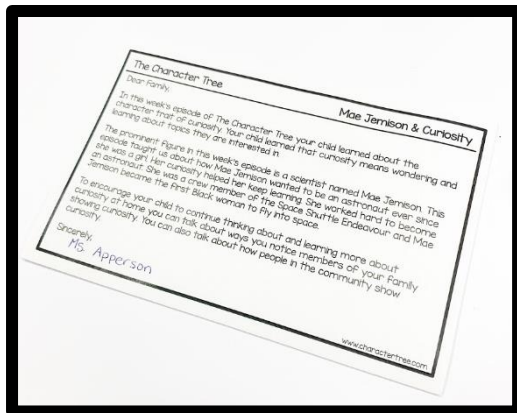 The Character Tree
Mae Jemison & Curiosity
Dear Family,
In this week's episode of The Character Tree your child learned about the
character trait of curiosity. Your child learned that curiosity means wondering and
learning about topics they are interested in.
The prominent figure in this week's episode is a scientist named Mae Jemison. This
episode taught us about how Mae Jemison wanted to be an astronaut ever since
she was a girl. Her curiosity helped her keep learning. She worked hard to become
an astronaut. She was a crew member of the Space Shuttle Endeavour and Mae
Jemison became the first Black woman to fly into space.
To encourage your child to continue thinking about and learning more about
curiosity at home you can talk about ways you notice members of your family
showing curiosity. You can also talk about how people in the community show
curiosity.
Sincerely,
Ms. Apperson
www.charactertree.com